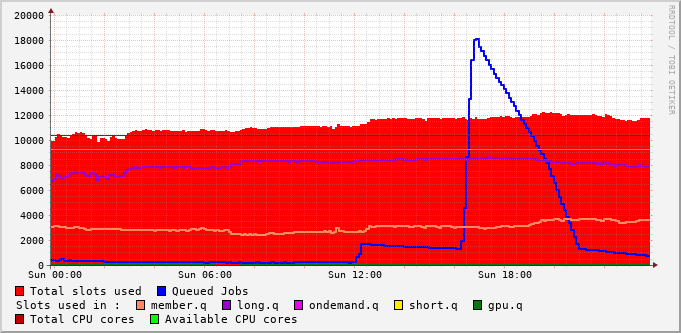 20000
18000
16000
14000
12000
10000
8000
6000
4000
2000
0
Sun 00:00 Sun 06:00 Sun 12:00 Sun 18:00
Total slots used Queued Jobs
Slots used in : member.q long.q ondemand.q short.q gpu.q
Total CPU cores Available CPU cores
RRDTOOL / TOBI OETIKER